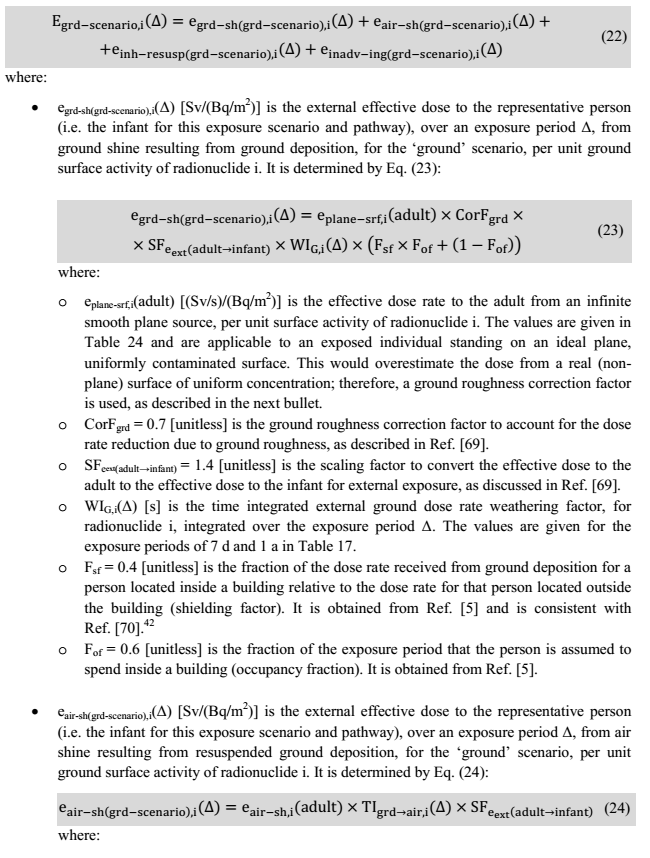 E_grd−scenario,i(Δ) = e_grd−sh(grd−scenario),i(Δ) + e_air−sh(grd−scenario),i(Δ) +
+e_inh−resusp(grd−scenario),i(Δ) + e_inadv−ing(grd−scenario),i(Δ)
(22)
where:
• e_grd-sh(grd-scenario),i(Δ) [Sv/(Bq/m²)] is the external effective dose to the representative person
(i.e. the infant for this exposure scenario and pathway), over an exposure period Δ, from
ground shine resulting from ground deposition, for the ‘ground’ scenario, per unit ground
surface activity of radionuclide i. It is determined by Eq. (23):
e_grd−sh(grd−scenario),i(Δ) = e_plane−srf,i(adult) × CorF_grd ×
× SF_e_ext(adult→infant) × WI_G,i(Δ) × (F_sf × F_of + (1 − F_of))
(23)
where:
o e_plane-srf,i(adult) [(Sv/s)/(Bq/m²)] is the effective dose rate to the adult from an infinite
smooth plane source, per unit surface activity of radionuclide i. The values are given in
Table 24 and are applicable to an exposed individual standing on an ideal plane,
uniformly contaminated surface. This would overestimate the dose from a real (non-
plane) surface of uniform concentration; therefore, a ground roughness correction factor
is used, as described in the next bullet.
o CorF_grd = 0.7 [unitless] is the ground roughness correction factor to account for the dose
rate reduction due to ground roughness, as described in Ref. [69].
o SF_eext(adult→infant) = 1.4 [unitless] is the scaling factor to convert the effective dose to the
adult to the effective dose to the infant for external exposure, as discussed in Ref. [69].
o WI_G,i(Δ) [s] is the time integrated external ground dose rate weathering factor, for
radionuclide i, integrated over the exposure period Δ. The values are given for the
exposure periods of 7 d and 1 a in Table 17.
o F_sf = 0.4 [unitless] is the fraction of the dose rate received from ground deposition for a
person located inside a building relative to the dose rate for that person located outside
the building (shielding factor). It is obtained from Ref. [5] and is consistent with
Ref. [70].⁴²
o F_of = 0.6 [unitless] is the fraction of the exposure period that the person is assumed to
spend inside a building (occupancy fraction). It is obtained from Ref. [5].
• e_air-sh(grd-scenario),i(Δ) [Sv/(Bq/m²)] is the external effective dose to the representative person
(i.e. the infant for this exposure scenario and pathway), over an exposure period Δ, from air
shine resulting from resuspended ground deposition, for the ‘ground’ scenario, per unit
ground surface activity of radionuclide i. It is determined by Eq. (24):
e_air−sh(grd−scenario),i(Δ) = e_air−sh,i(adult) × TI_grd→air,i(Δ) × SF_e_ext(adult→infant) (24)
where: